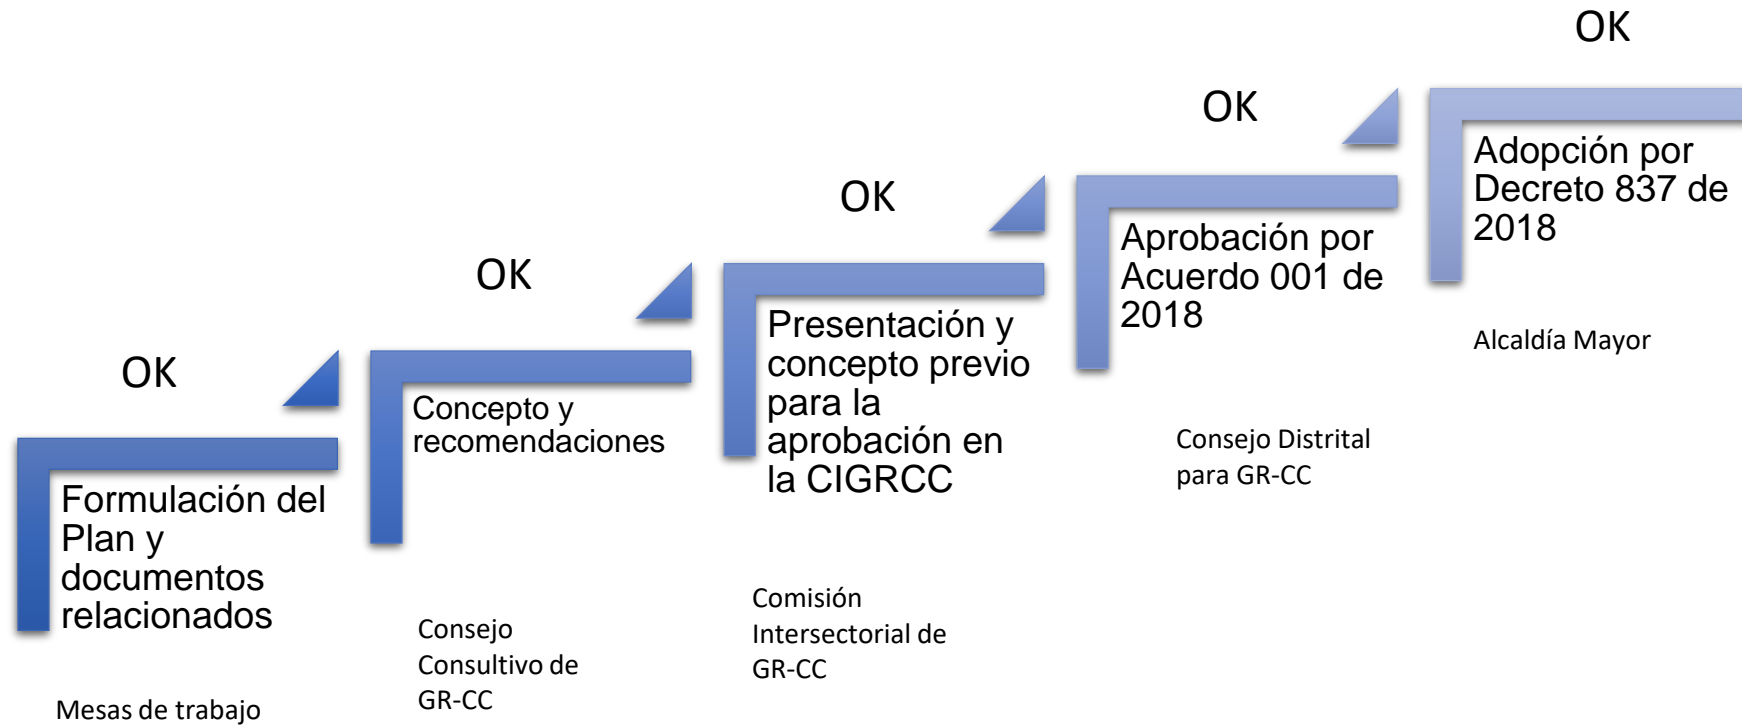 OK
Formulación del
Plan y
documentos
relacionados
Mesas de trabajo
OK
Concepto y
recomendaciones
Consejo
Consultivo de
GR-CC
OK
Presentación y
concepto previo
para la
aprobación en
la CIGRCC
Comisión
Intersectorial de
GR-CC
OK
Aprobación por
Acuerdo 001 de
2018
Consejo Distrital
para GR-CC
OK
Adopción por
Decreto 837 de
2018
Alcaldía Mayor